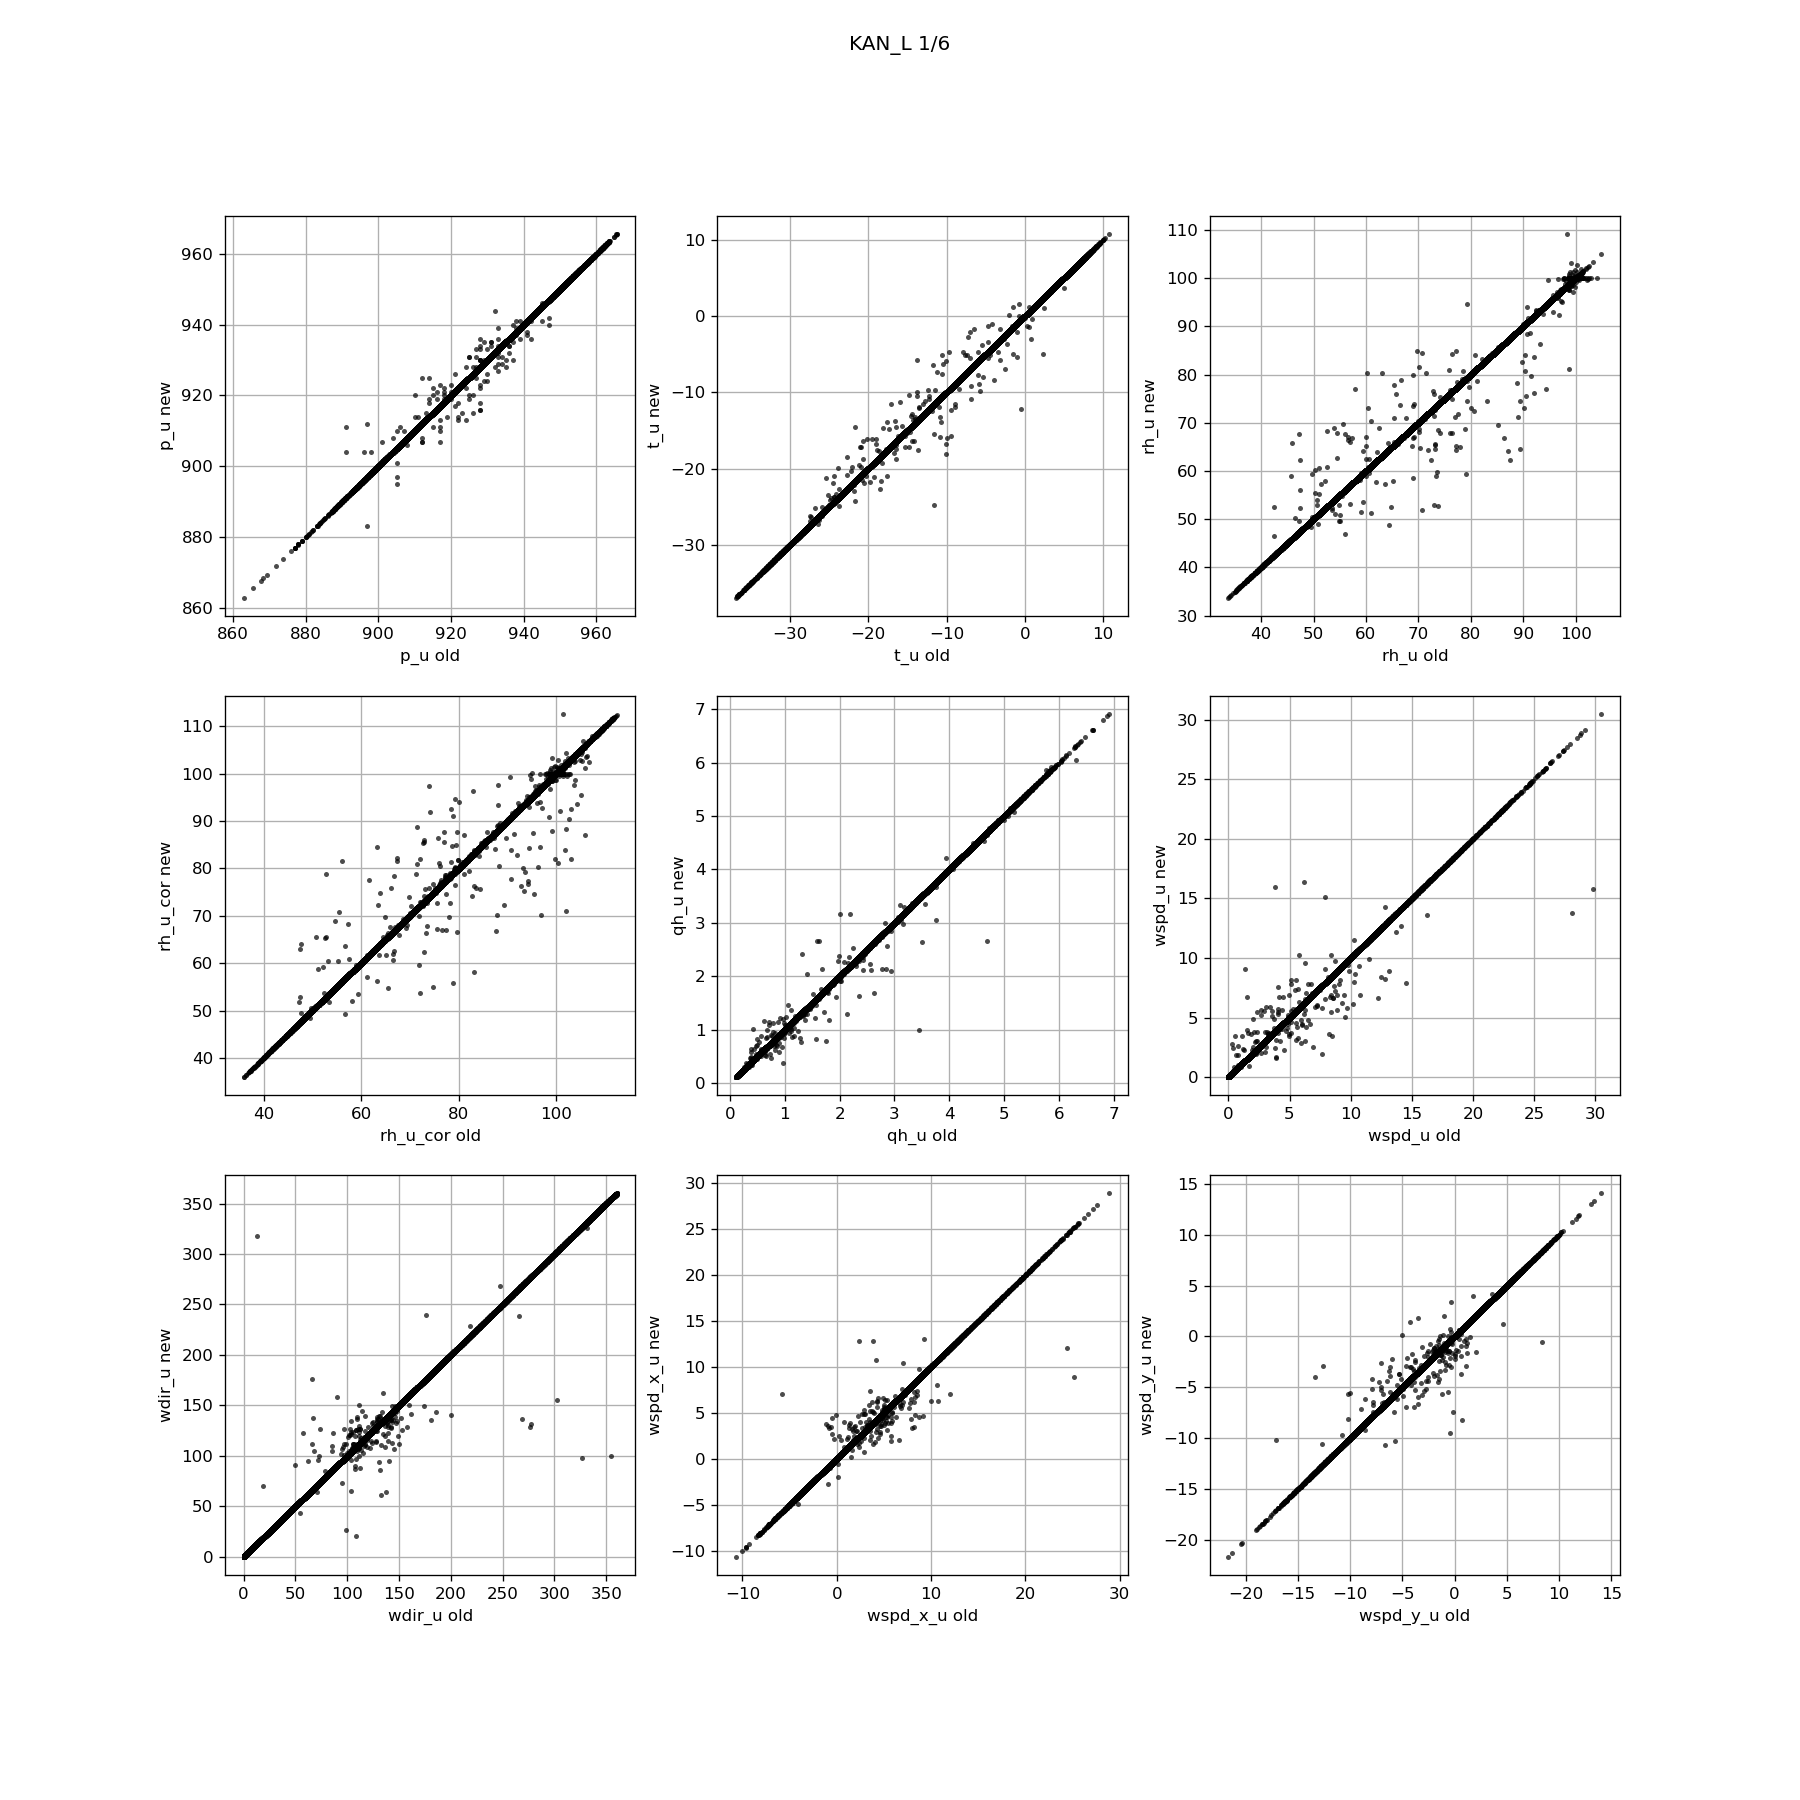 KAN_L 1/6
p_u new
960
940
920
900
880
860
860 880 900 920 940 960
p_u old
t_u new
10
0
−10
−20
−30
−30 −20 −10 0 10
t_u old
rh_u new
110
100
90
80
70
60
50
40
30
40 50 60 70 80 90 100
rh_u old
rh_u_cor new
110
100
90
80
70
60
50
40
40 60 80 100
rh_u_cor old
qh_u new
7
6
5
4
3
2
1
0
0 1 2 3 4 5 6 7
qh_u old
wspd_u new
30
25
20
15
10
5
0
0 5 10 15 20 25 30
wspd_u old
wdir_u new
350
300
250
200
150
100
50
0
0 50 100 150 200 250 300 350
wdir_u old
wspd_x_u new
30
25
20
15
10
5
0
−5
−10
−10 0 10 20 30
wspd_x_u old
wspd_y_u new
15
10
5
0
−5
−10
−15
−20
−20 −15 −10 −5 0 5 10 15
wspd_y_u old